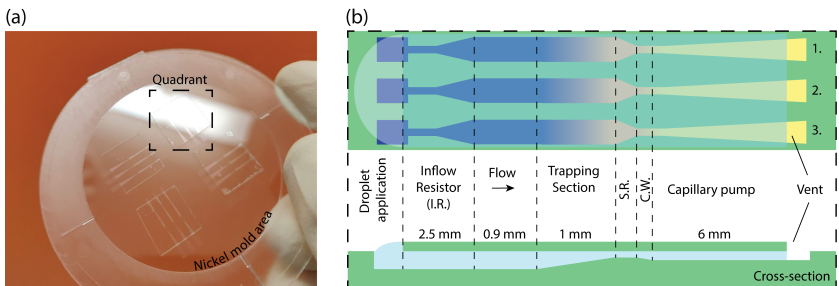 (a)
Quadrant
Nickel mold area
(b)
1.
2.
3.
Droplet
application
Inflow
Resistor
(I.R.)
Flow
Trapping
Section
S.R.
C.W.
Capillary pump
Vent
2.5 mm
0.9 mm
1 mm
6 mm
Cross-section